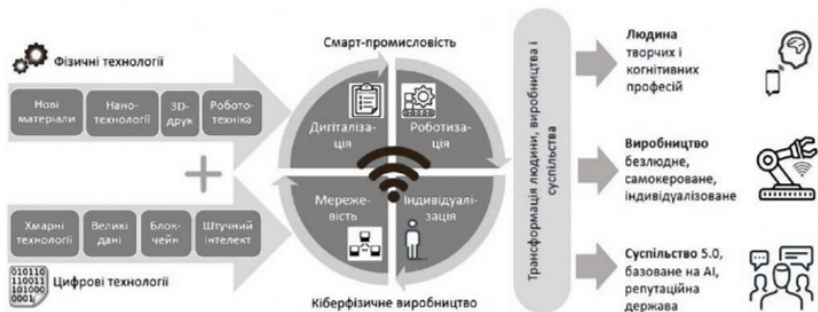 Фізичні технології
Нові
матеріали
Нано-
технології
3D-
друк
Робото-
техніка
Хмарні
технології
Великі
дані
Блок-
чейн
Штучний
інтелект
010110
110011
101000
0001
Цифрові технології
Смарт-промисловість
Дигіталіза-
ція
Роботиза-
ція
Мереже-
вість
Індивідуалі-
зація
Кіберфізичне виробництво
Трансформація людини, виробництва і
суспільства
Людина
творчих і
когнітивних
професій
Виробництво
безлюдне,
самокероване,
індивідуалізоване
Суспільство 5.0,
базоване на AI,
репутаційна
держава